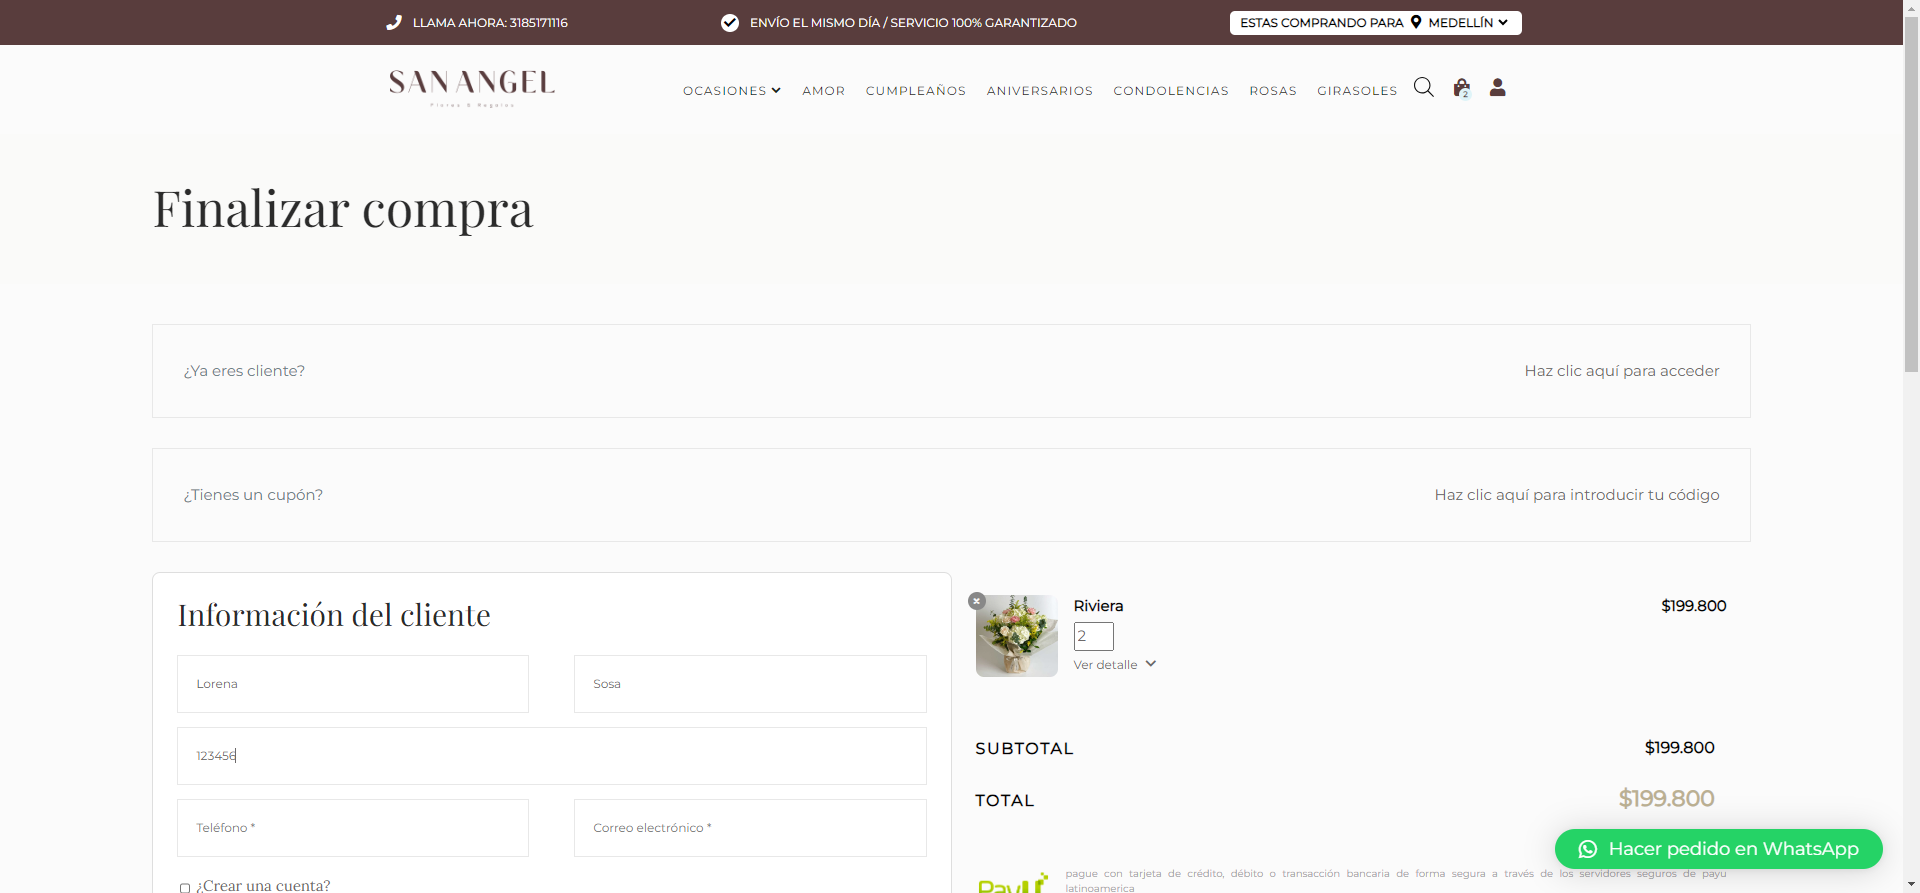 LLAMA AHORA: 3185171116
ENVÍO EL MISMO DÍA / SERVICIO 100% GARANTIZADO
ESTAS COMPRANDO PARA MEDELLÍN
SAN ANGEL
Flores & Regalos
OCASIONES AMOR CUMPLEAÑOS ANIVERSARIOS CONDOLENCIAS ROSAS GIRASOLES
2
Finalizar compra
¿Ya eres cliente?
Haz clic aquí para acceder
¿Tienes un cupón?
Haz clic aquí para introducir tu código
Información del cliente
Lorena
Sosa
123456
Teléfono *
Correo electrónico *
¿Crear una cuenta?
Riviera
$199.800
2
Ver detalle
SUBTOTAL
$199.800
TOTAL
$199.800
Hacer pedido en WhatsApp
PayU
pague con tarjeta de crédito, débito o transacción bancaria de forma segura a través de los servidores seguros de payu
latinoamerica